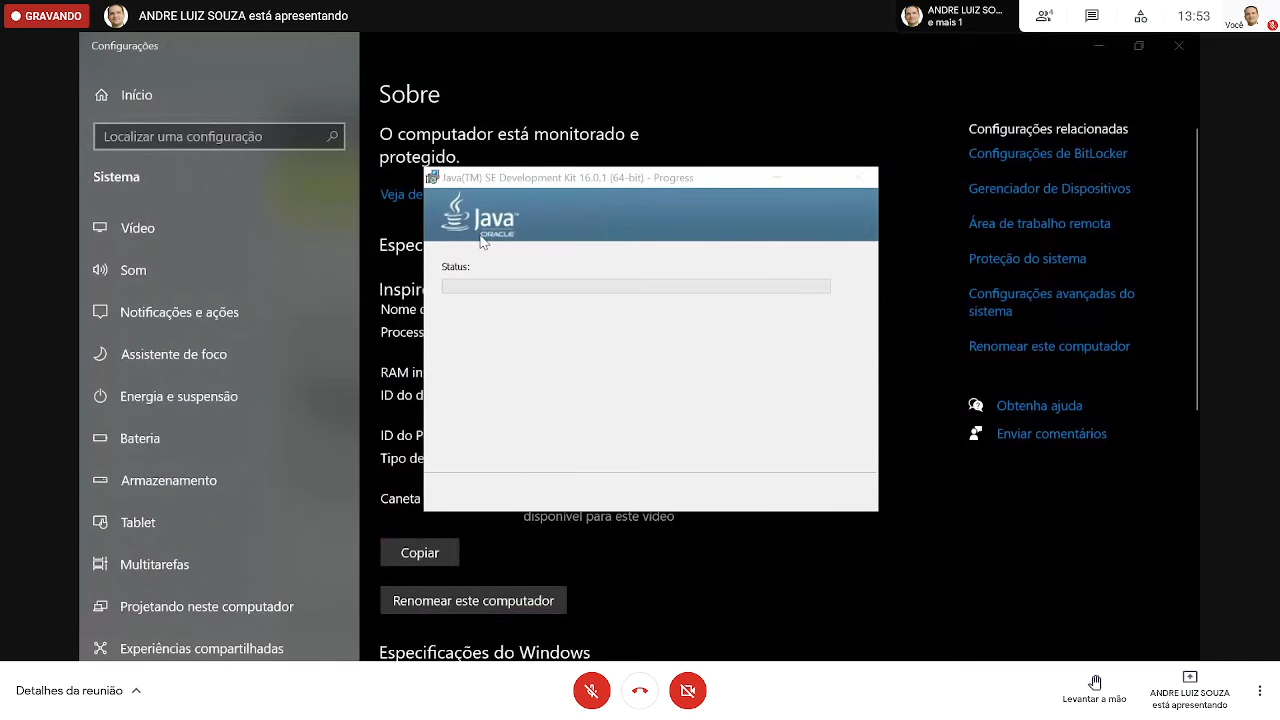 GRAVANDO
ANDRE LUIZ SOUZA está apresentando
ANDRE LUIZ SO...
e mais 1
13:53
Você
Configurações
Início
Localizar uma configuração
Sistema
Vídeo
Som
Notificações e ações
Assistente de foco
Energia e suspensão
Bateria
Armazenamento
Tablet
Multitarefas
Projetando neste computador
Experiências compartilhadas
Sobre
O computador está monitorado e
protegido.
Veja de
Espec
Inspir
Nome d
Process
RAM in
ID do d
ID do P
Tipo de
Caneta
disponível para este vídeo
Copiar
Renomear este computador
Especificações do Windows
Java(TM) SE Development Kit 16.0.1 (64-bit) - Progress
Java™
ORACLE
Status:
Configurações relacionadas
Configurações de BitLocker
Gerenciador de Dispositivos
Área de trabalho remota
Proteção do sistema
Configurações avançadas do
sistema
Renomear este computador
Obtenha ajuda
Enviar comentários
Detalhes da reunião
Levantar a mão
ANDRE LUIZ SOUZA
está apresentando